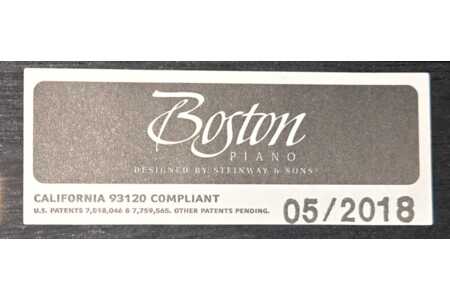 Boston
PIANO
DESIGNED BY STEINWAY & SONS®
CALIFORNIA 93120 COMPLIANT
U.S. PATENTS 7,018,046 & 7,759,565. OTHER PATENTS PENDING.
05/2018